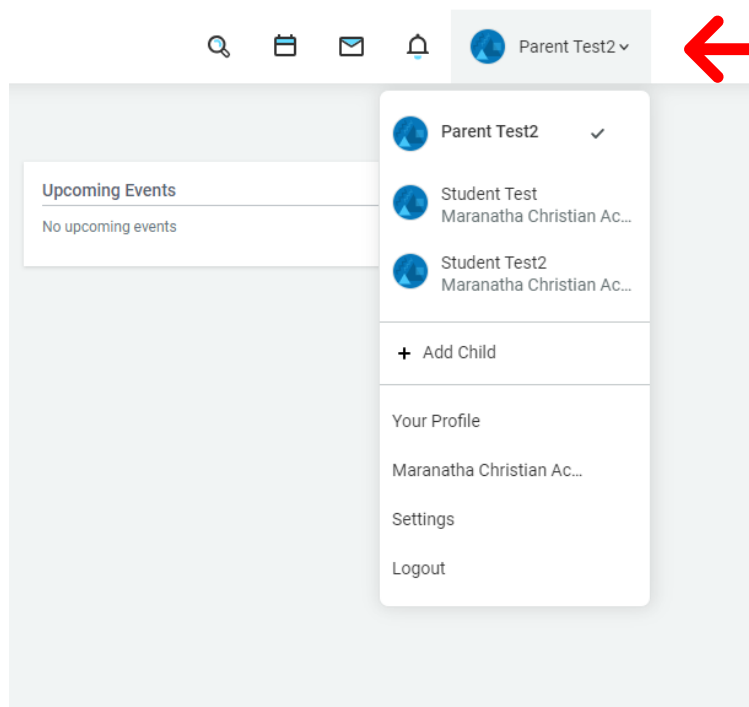 Parent Test2
Upcoming Events
No upcoming events
Parent Test2
Student Test
Maranatha Christian Ac...
Student Test2
Maranatha Christian Ac...
+ Add Child
Your Profile
Maranatha Christian Ac...
Settings
Logout